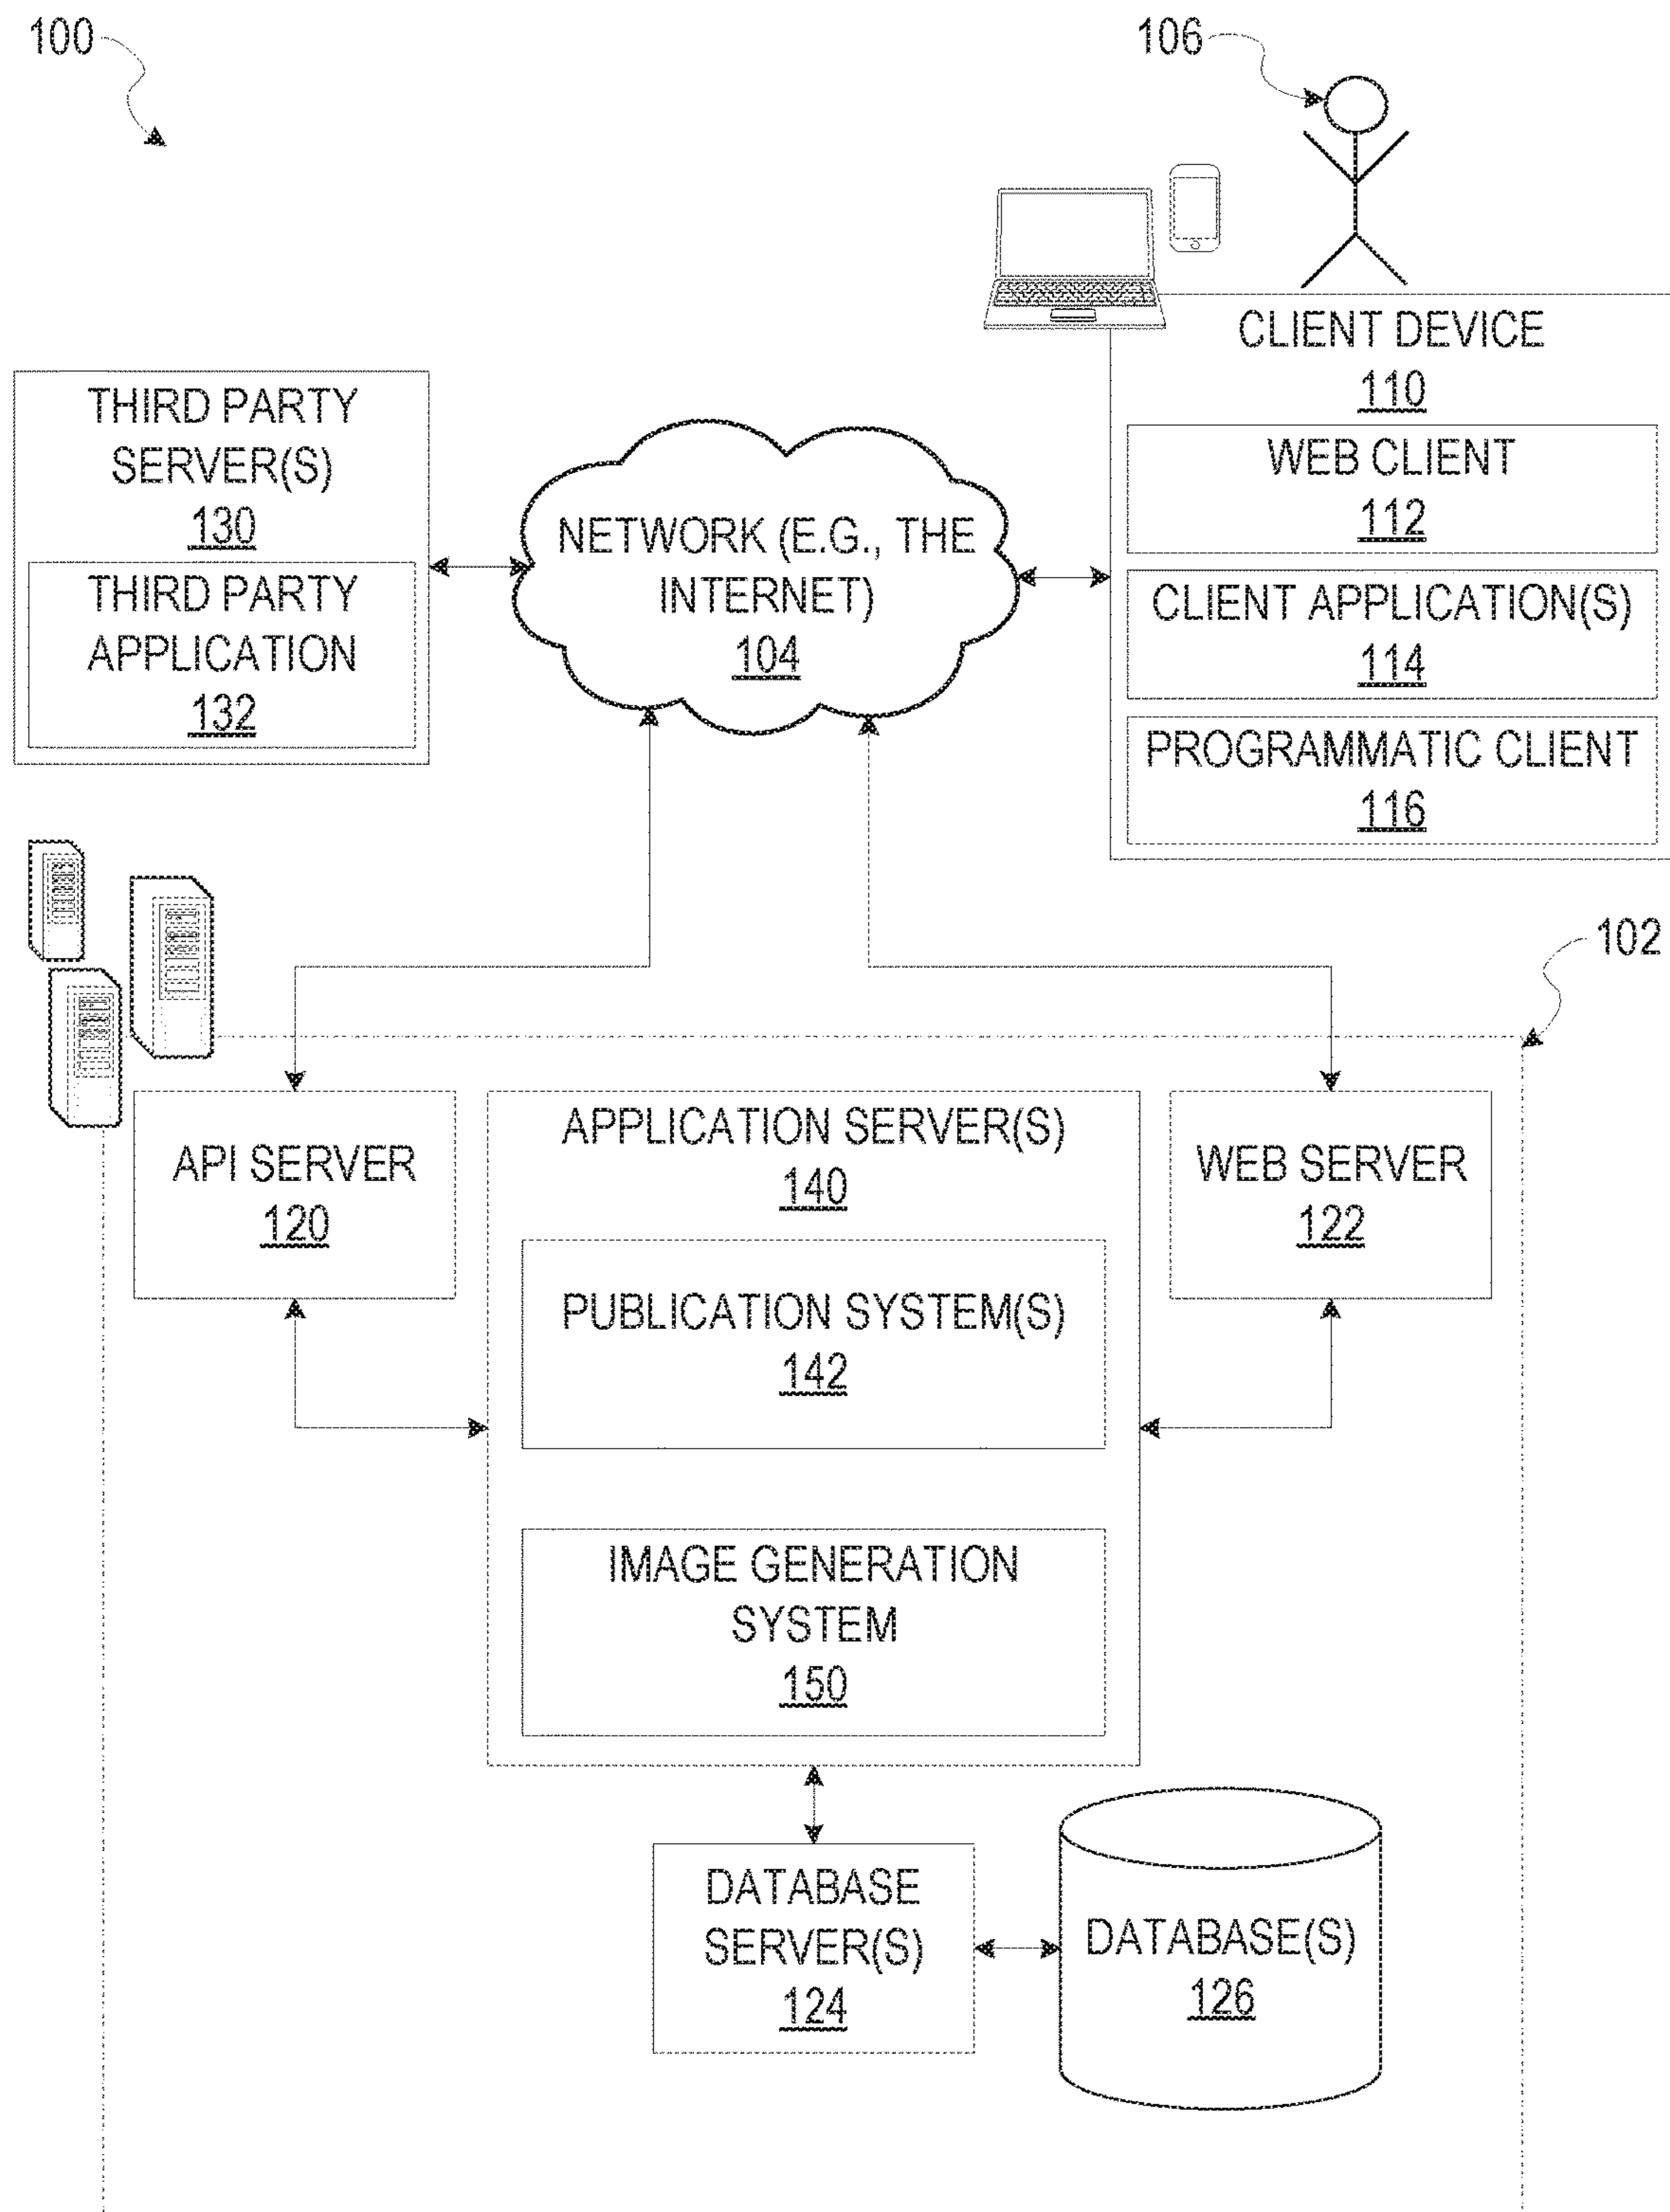 100
106
CLIENT DEVICE
110
WEB CLIENT
112
CLIENT APPLICATION(S)
114
PROGRAMMATIC CLIENT
116
THIRD PARTY
SERVER(S)
130
THIRD PARTY
APPLICATION
132
NETWORK (E.G., THE
INTERNET)
104
102
API SERVER
120
APPLICATION SERVER(S)
140
PUBLICATION SYSTEM(S)
142
IMAGE GENERATION
SYSTEM
150
WEB SERVER
122
DATABASE
SERVER(S)
124
DATABASE(S)
126